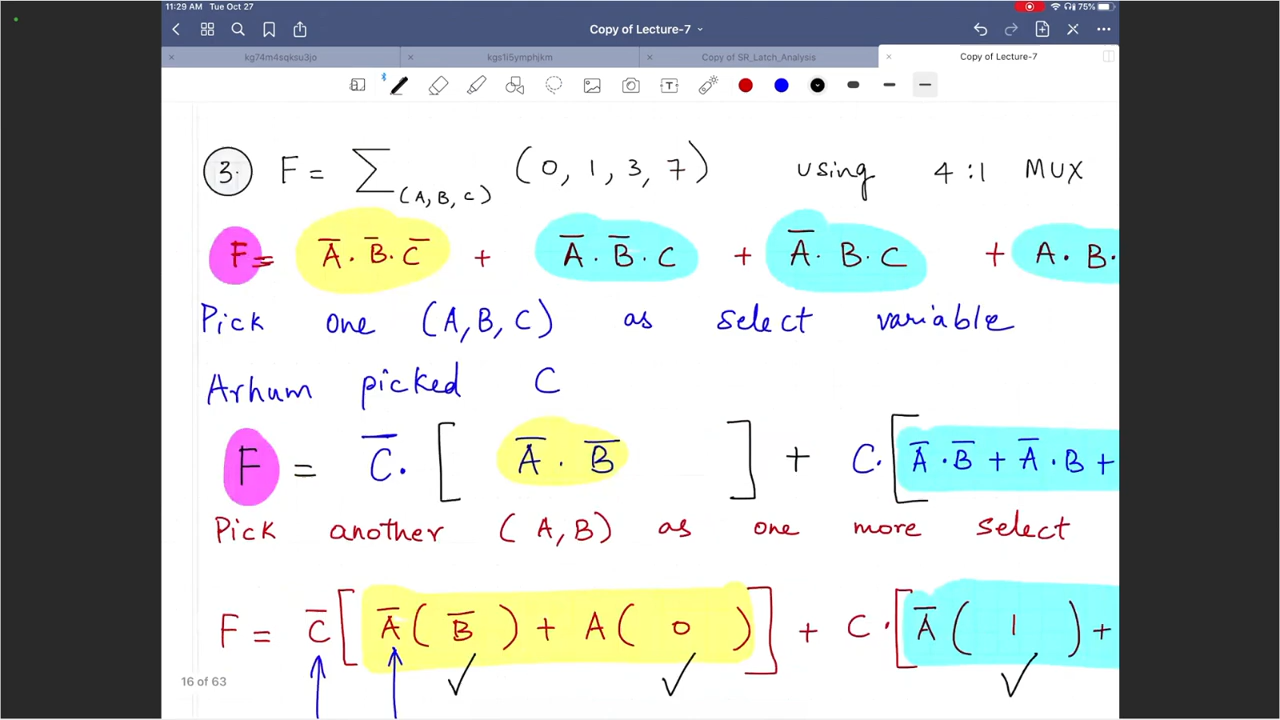 11:29 AM Tue Oct 27
75%
Copy of Lecture-7
kg74m4sqksu3jo
kgs1i5ymphjkm
Copy of SR_Latch_Analysis
Copy of Lecture-7
3. F = ∑(A, B, C) (0, 1, 3, 7) using 4:1 MUX
F = A̅ · B̅ · C̅ + A̅ · B̅ · C + A̅ · B · C + A · B ·
Pick one (A, B, C) as select variable
Arhum picked C
F = C̅ · [ A̅ · B̅ ] + C · [ A̅ · B̅ + A̅ · B +
Pick another (A, B) as one more select
F = C̅ [ A̅ ( B̅ ) + A ( 0 ) ] + C · [ A̅ ( 1 ) +
16 of 63